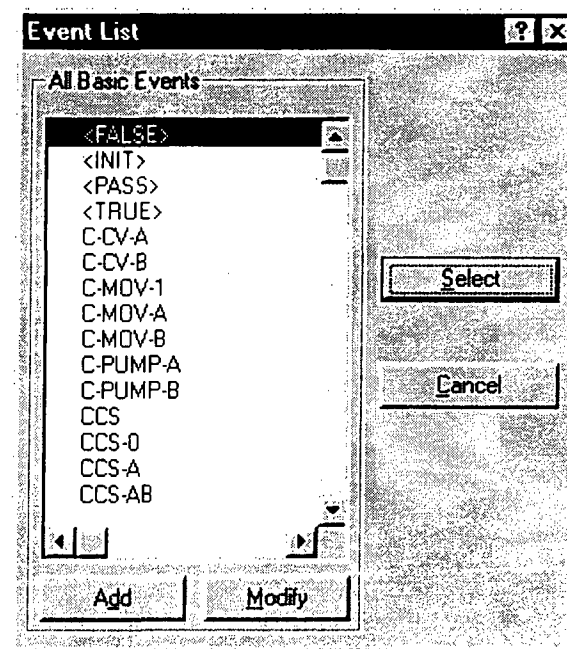 Event List
All Basic Events
<FALSE>
<INIT>
<PASS>
<TRUE>
C-CV-A
C-CV-B
C-MOV-1
C-MOV-A
C-MOV-B
C-PUMP-A
C-PUMP-B
CCS
CCS-0
CCS-A
CCS-AB
Select
Cancel
Add
Modify